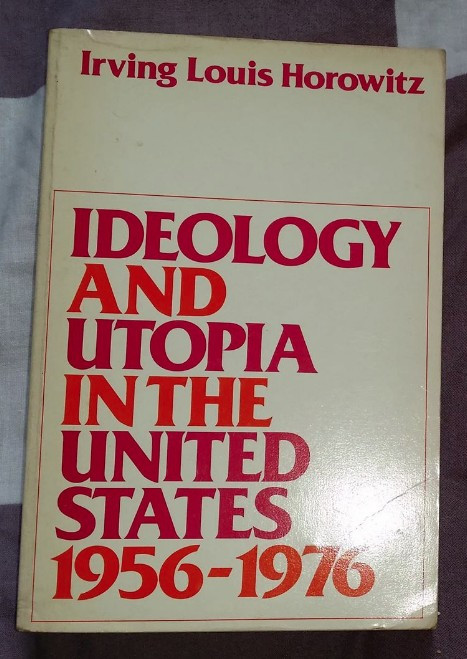 Irving Louis Horowitz
IDEOLOGY
AND
UTOPIA
IN THE
UNITED
STATES
1956-1976